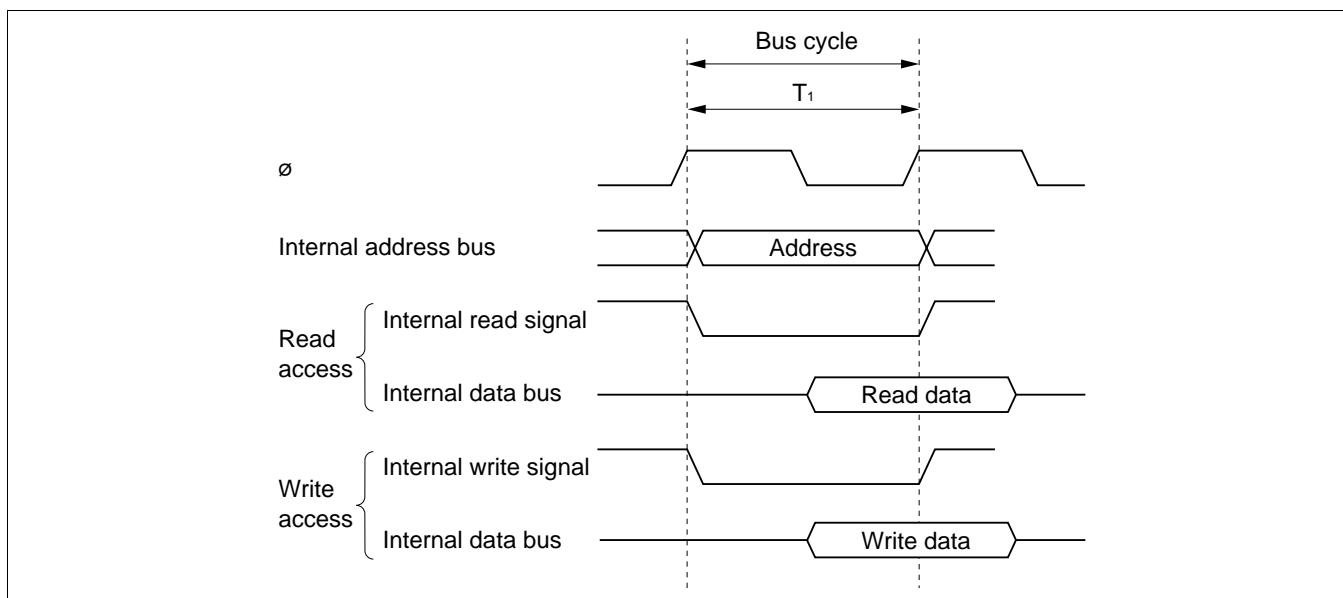 Bus cycle
T₁
ø
Internal address bus
Address
Read
access
Internal read signal
Internal data bus
Read data
Write
access
Internal write signal
Internal data bus
Write data